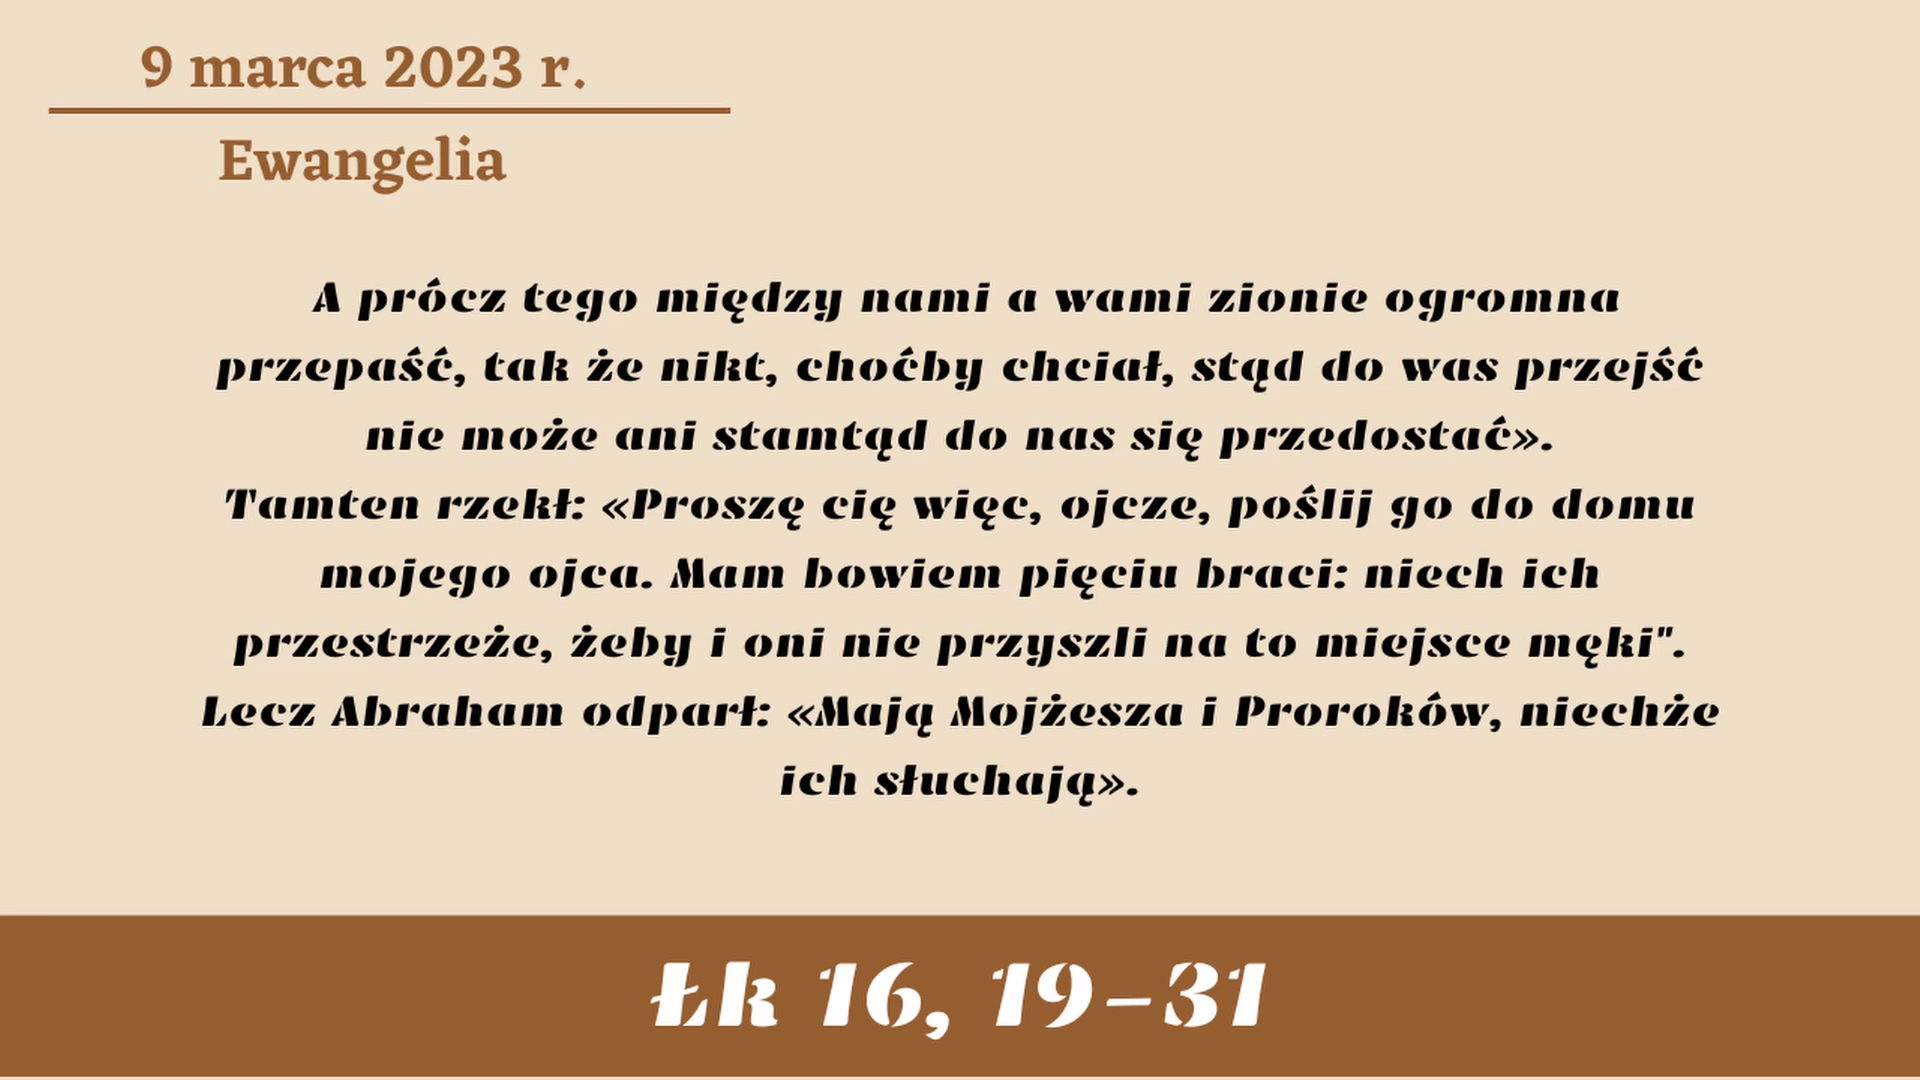 9 marca 2023 r.
Ewangelia
A prócz tego między nami a wami zionie ogromna
przepaść, tak że nikt, choćby chciał, stąd do was przejść
nie może ani stamtąd do nas się przedostać».
Tamten rzekł: «Proszę cię więc, ojcze, poślij go do domu
mojego ojca. Mam bowiem pięciu braci: niech ich
przestrzeże, żeby i oni nie przyszli na to miejsce męki".
Lecz Abraham odparł: «Mają Mojżesza i Proroków, niechże
ich słuchają».
Łk 16, 19–31